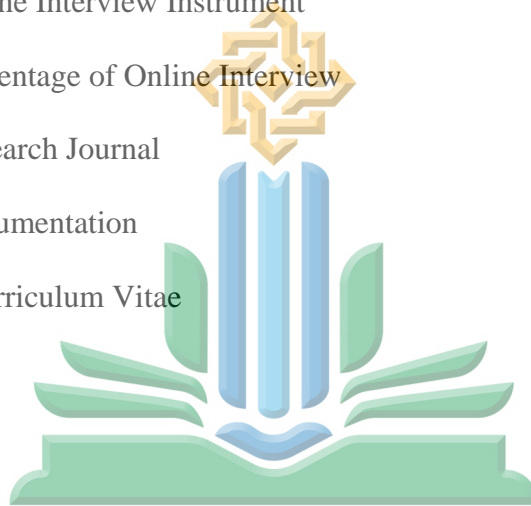 ne Interview Instrument
entage of Online Interview
earch Journal
umentation
rriculum Vitae